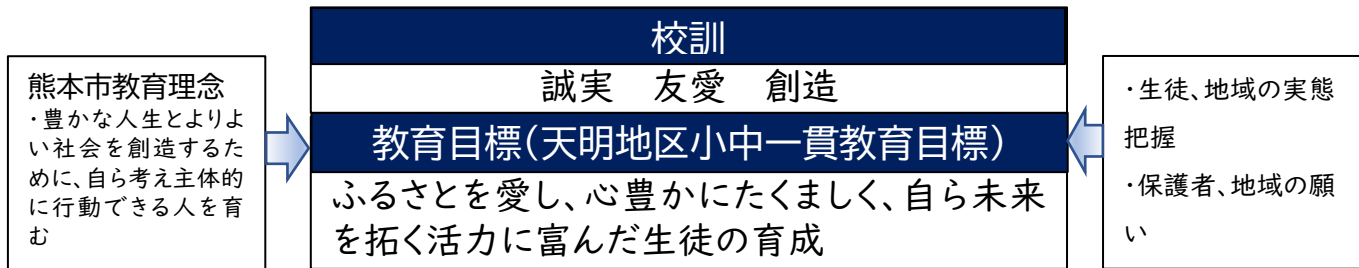 校訓
誠実　友愛　創造
教育目標(天明地区小中一貫教育目標)
ふるさとを愛し、心豊かにたくましく、自ら未来
を拓く活力に富んだ生徒の育成
熊本市教育理念
・豊かな人生とよりよ
い社会を創造するた
めに、自ら考え主体的
に行動できる人を育
む
・生徒、地域の実態
把握
・保護者、地域の願
い